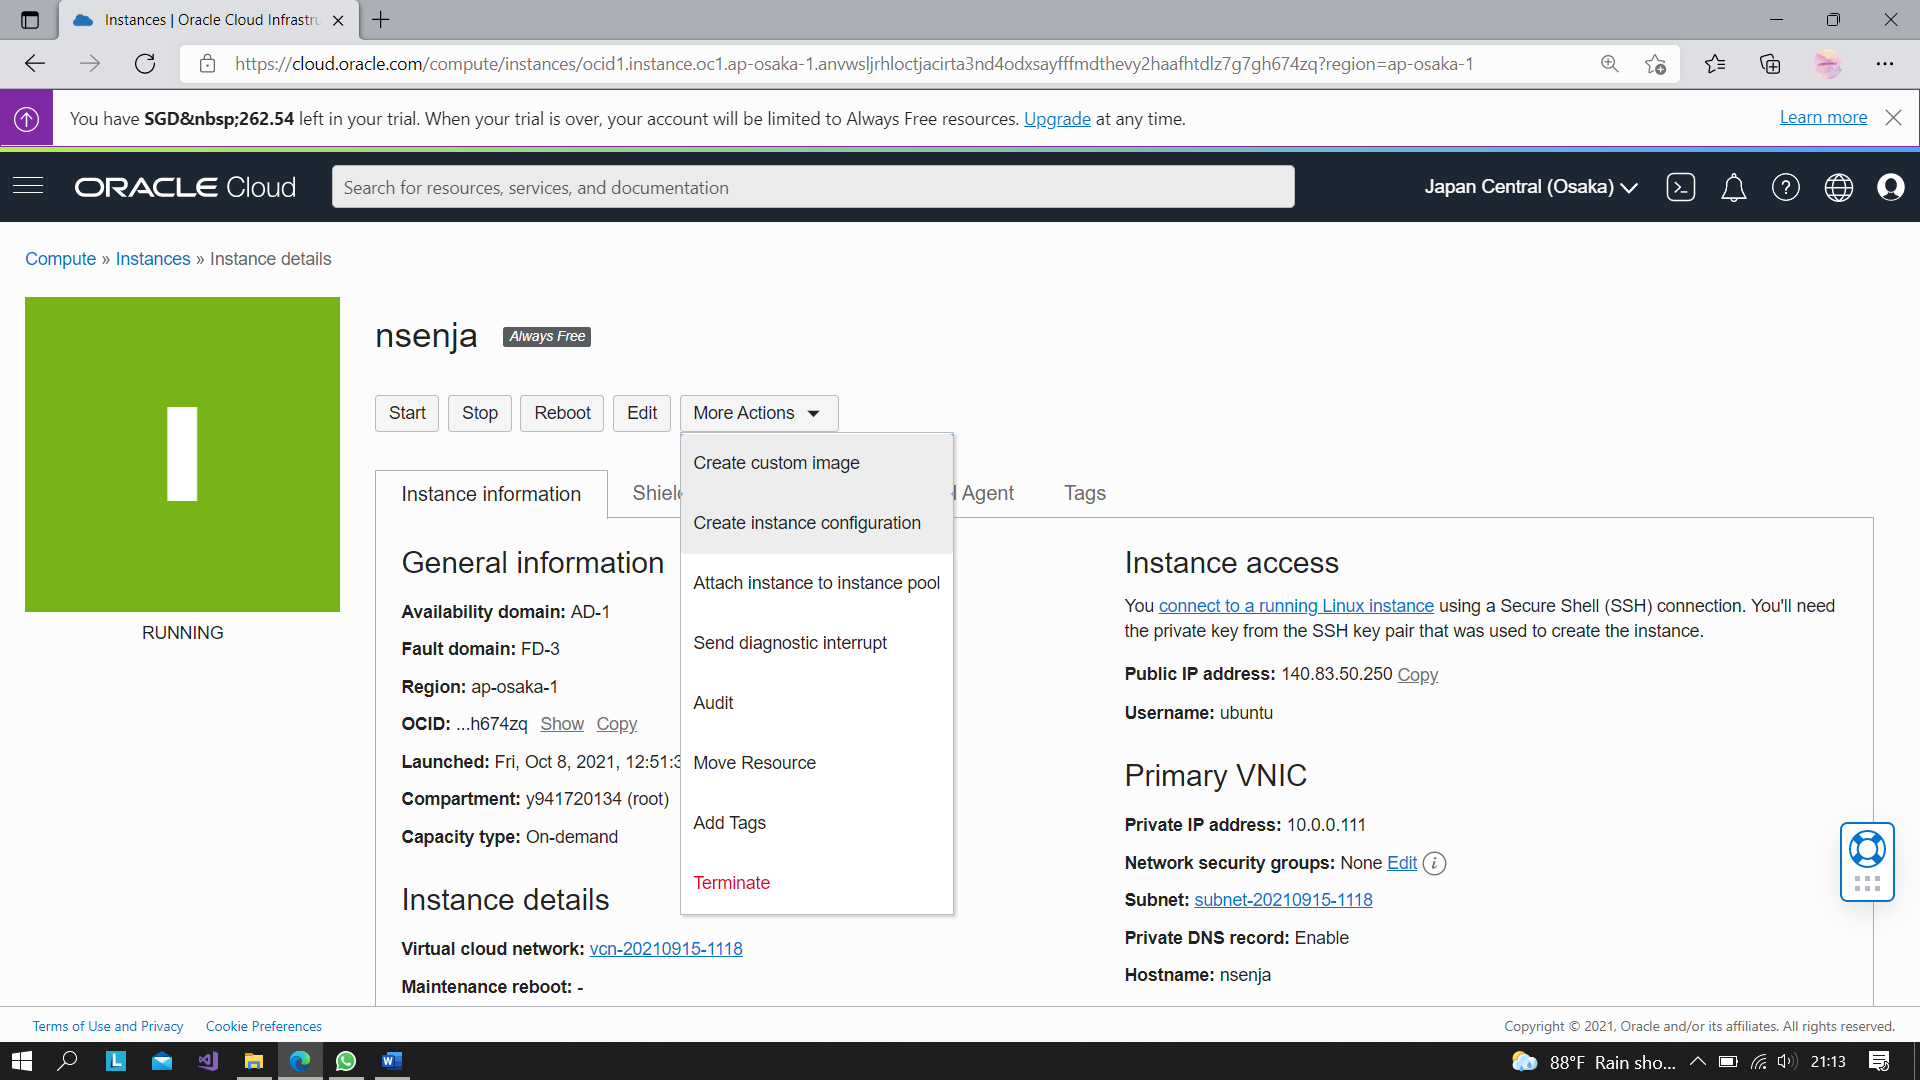 Instances | Oracle Cloud Infrastru
https://cloud.oracle.com/compute/instances/ocid1.instance.oc1.ap-osaka-1.anvwsljrhloctjacirta3nd4odxsayfffmdthevy2haafhtdlz7g7gh674zq?region=ap-osaka-1
You have SGD&nbsp;262.54 left in your trial. When your trial is over, your account will be limited to Always Free resources. Upgrade at any time.
Learn more
ORACLE Cloud
Search for resources, services, and documentation
Japan Central (Osaka)
Compute » Instances » Instance details
RUNNING
nsenja
Always Free
Start
Stop
Reboot
Edit
More Actions
Create custom image
Create instance configuration
Attach instance to instance pool
Send diagnostic interrupt
Audit
Move Resource
Add Tags
Terminate
Instance information
Shiel
Agent
Tags
General information
Availability domain: AD-1
Fault domain: FD-3
Region: ap-osaka-1
OCID: ...h674zq Show Copy
Launched: Fri, Oct 8, 2021, 12:51:3
Compartment: y941720134 (root)
Capacity type: On-demand
Instance details
Virtual cloud network: vcn-20210915-1118
Maintenance reboot: -
Instance access
You connect to a running Linux instance using a Secure Shell (SSH) connection. You'll need
the private key from the SSH key pair that was used to create the instance.
Public IP address: 140.83.50.250 Copy
Username: ubuntu
Primary VNIC
Private IP address: 10.0.0.111
Network security groups: None Edit
Subnet: subnet-20210915-1118
Private DNS record: Enable
Hostname: nsenja
Terms of Use and Privacy
Cookie Preferences
Copyright © 2021, Oracle and/or its affiliates. All rights reserved.
88°F Rain sho...
21:13